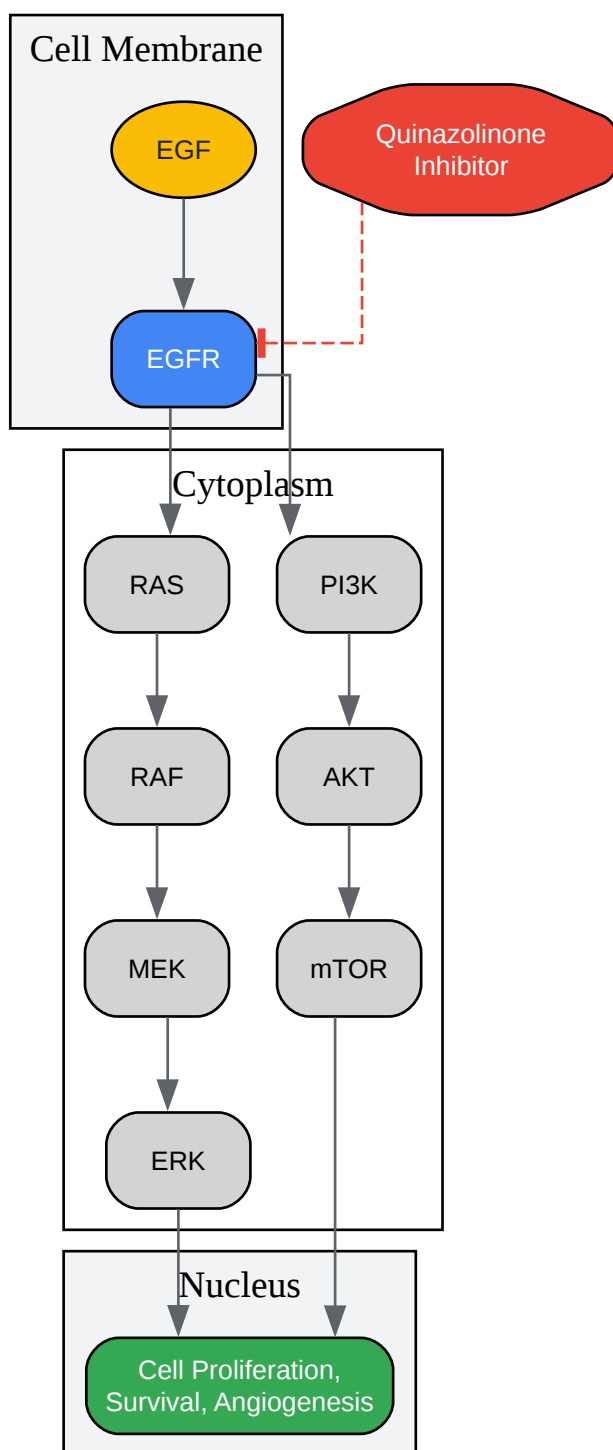 Cell Membrane
EGF
Quinazolinone
Inhibitor
EGFR
Cytoplasm
RAS
PI3K
RAF
AKT
MEK
mTOR
ERK
Nucleus
Cell Proliferation,
Survival, Angiogenesis